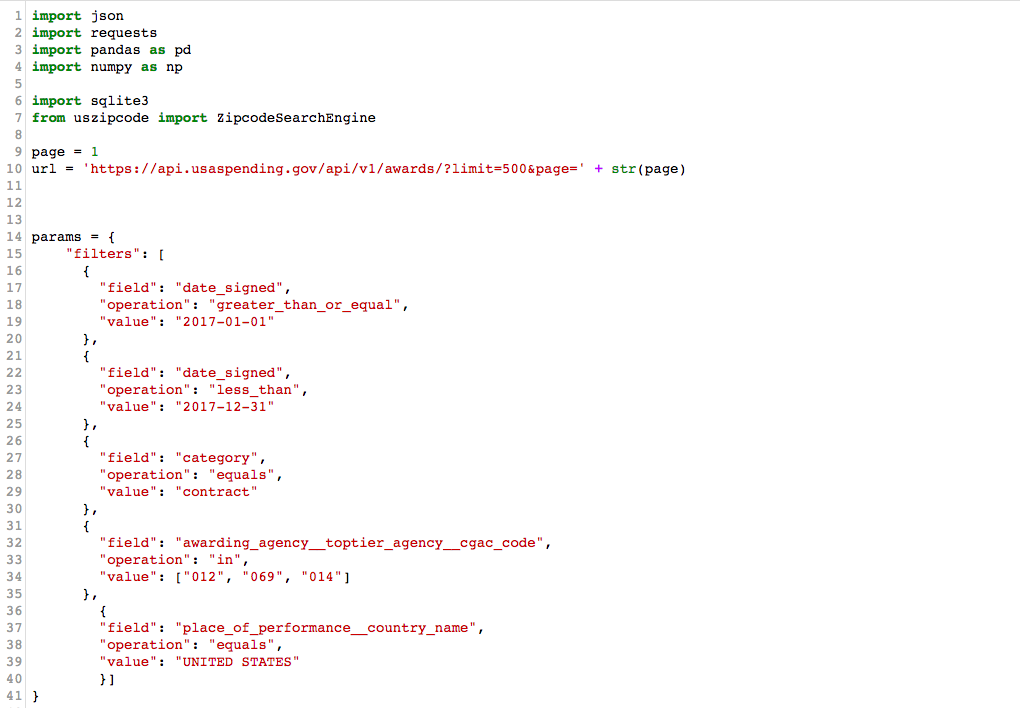 1 import json
2 import requests
3 import pandas as pd
4 import numpy as np
5
6 import sqlite3
7 from uszipcode import ZipcodeSearchEngine
8
9 page = 1
10 url = 'https://api.usaspending.gov/api/v1/awards/?limit=500&page=' + str(page)
11
12
13
14 params = {
15     "filters": [
16       {
17         "field": "date_signed",
18         "operation": "greater_than_or_equal",
19         "value": "2017-01-01"
20       },
21       {
22         "field": "date_signed",
23         "operation": "less_than",
24         "value": "2017-12-31"
25       },
26       {
27         "field": "category",
28         "operation": "equals",
29         "value": "contract"
30       },
31       {
32         "field": "awarding_agency__toptier_agency__cgac_code",
33         "operation": "in",
34         "value": ["012", "069", "014"]
35       },
36         {
37         "field": "place_of_performance__country_name",
38         "operation": "equals",
39         "value": "UNITED STATES"
40         }]
41 }